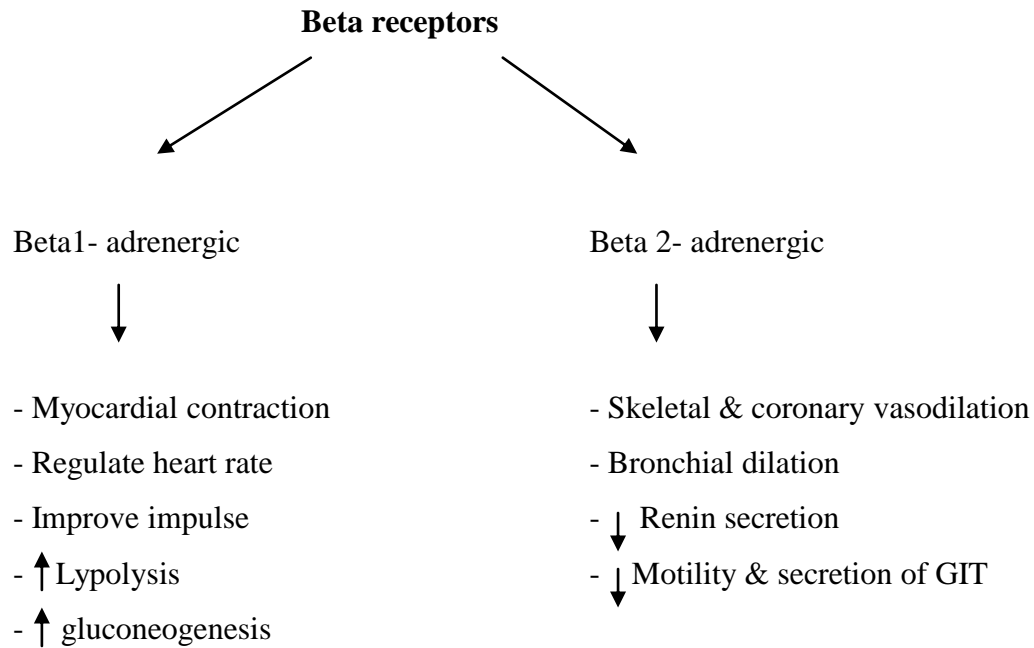 Beta receptors
Beta1- adrenergic
Beta 2- adrenergic
- Myocardial contraction
- Regulate heart rate
- Improve impulse
- ↑ Lypolysis
- ↑ gluconeogenesis
- Skeletal & coronary vasodilation
- Bronchial dilation
- ↓ Renin secretion
- ↓ Motility & secretion of GIT